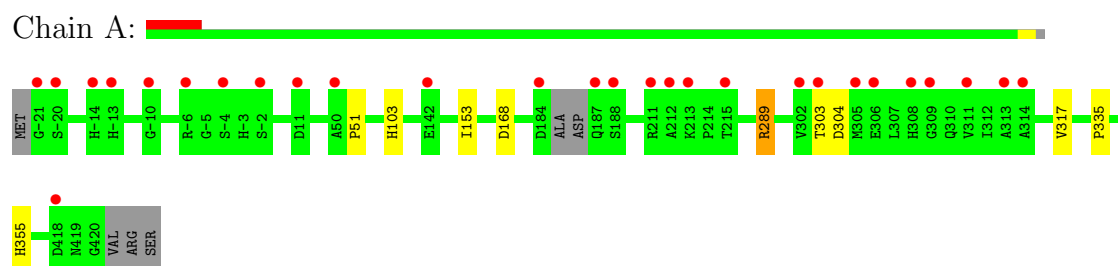 Chain A:
MET G-21 S-20 H-14 H-13 G-10 R-6 G-5 S-4 H-3 S-2 D11 A50 P51 H103 E142 I153 D168 D184 ALA ASP Q187 S188 R211 A212 K213 P214 T215 R289 V302 T303 D304 M305 E306 L307 H308 G309 Q310 V311 I312 A313 A314 V317 P335
H355 D418 N419 G420 VAL ARG SER